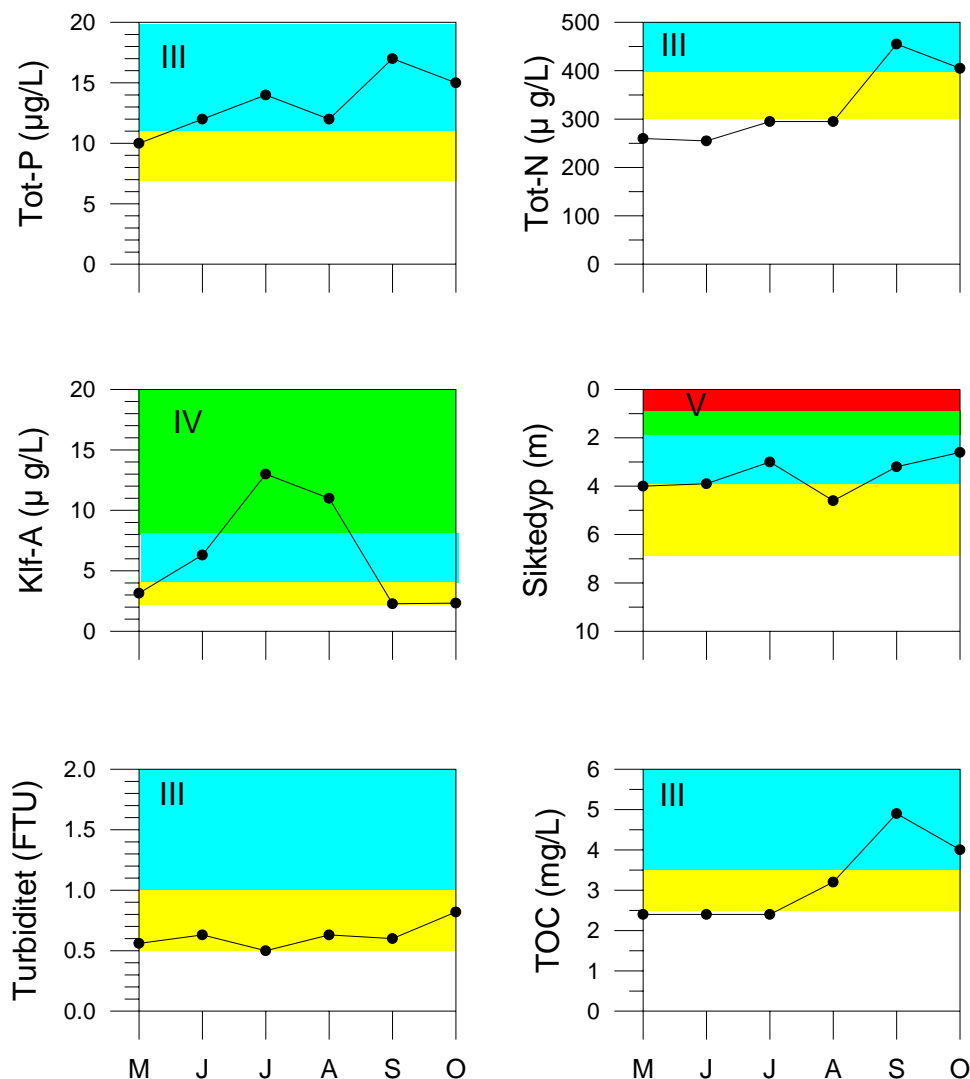 Tot-P (µg/L)
20
15
10
5
0
III
Tot-N (µ g/L)
500
400
300
200
100
0
III
Klf-A (µ g/L)
20
15
10
5
0
IV
Siktedyp (m)
0
2
4
6
8
10
V
Turbiditet (FTU)
2.0
1.5
1.0
0.5
0.0
III
M J J A S O
TOC (mg/L)
6
5
4
3
2
1
0
III
M J J A S O